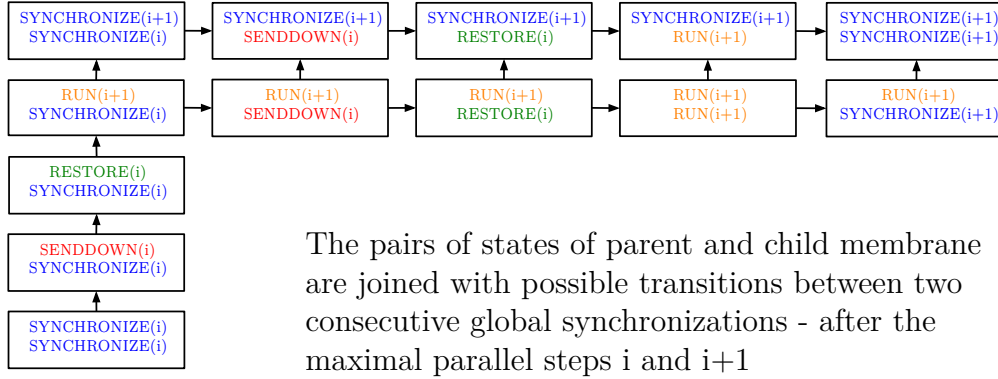 SYNCHRONIZE(i+1)
SYNCHRONIZE(i)
SYNCHRONIZE(i+1)
SENDDOWN(i)
SYNCHRONIZE(i+1)
RESTORE(i)
SYNCHRONIZE(i+1)
RUN(i+1)
SYNCHRONIZE(i+1)
SYNCHRONIZE(i+1)
RUN(i+1)
SYNCHRONIZE(i)
RUN(i+1)
SENDDOWN(i)
RUN(i+1)
RESTORE(i)
RUN(i+1)
RUN(i+1)
RUN(i+1)
SYNCHRONIZE(i+1)
RESTORE(i)
SYNCHRONIZE(i)
SENDDOWN(i)
SYNCHRONIZE(i)
SYNCHRONIZE(i)
SYNCHRONIZE(i)
The pairs of states of parent and child membrane
are joined with possible transitions between two
consecutive global synchronizations - after the
maximal parallel steps i and i+1